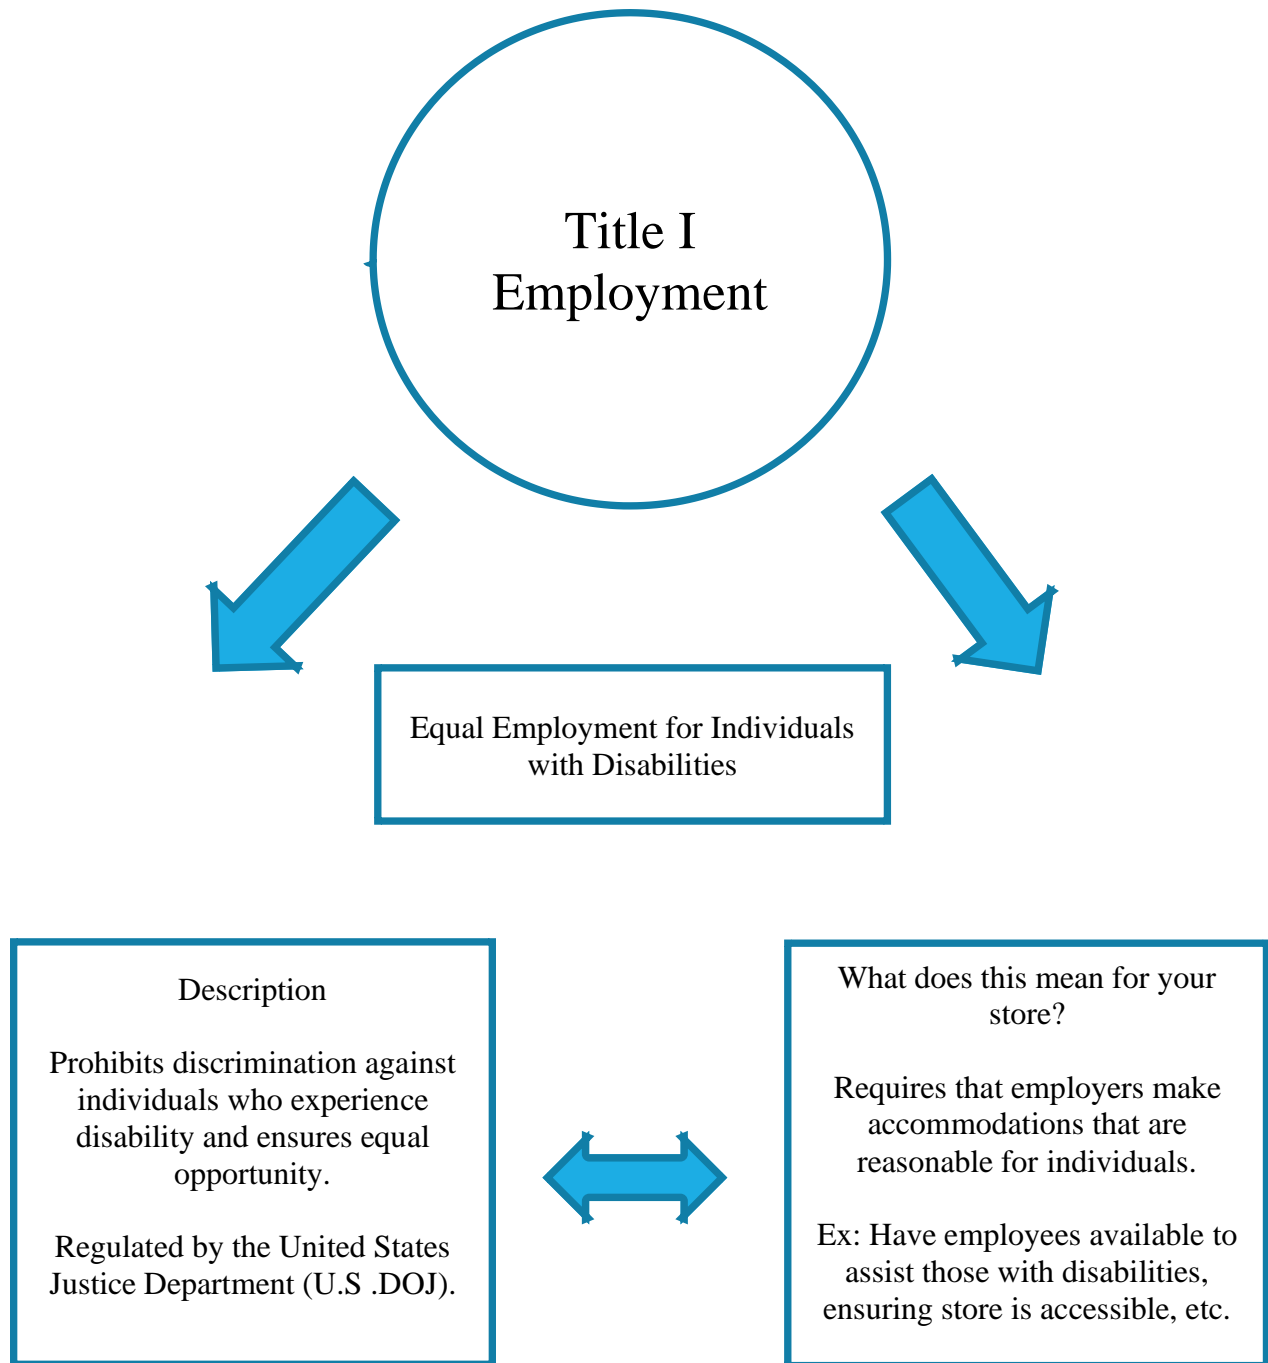 Title I
Employment
Equal Employment for Individuals
with Disabilities
Description
Prohibits discrimination against
individuals who experience
disability and ensures equal
opportunity.
Regulated by the United States
Justice Department (U.S .DOJ).
What does this mean for your
store?
Requires that employers make
accommodations that are
reasonable for individuals.
Ex: Have employees available to
assist those with disabilities,
ensuring store is accessible, etc.